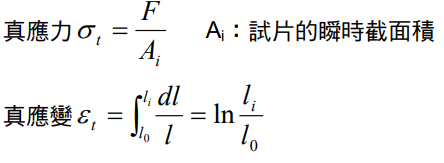 真應力 σ_t = F / A_i   A_i：試片的瞬時截面積
真應變 ε_t = ∫_{l_0}^{l_i} dl / l = ln l_i / l_0